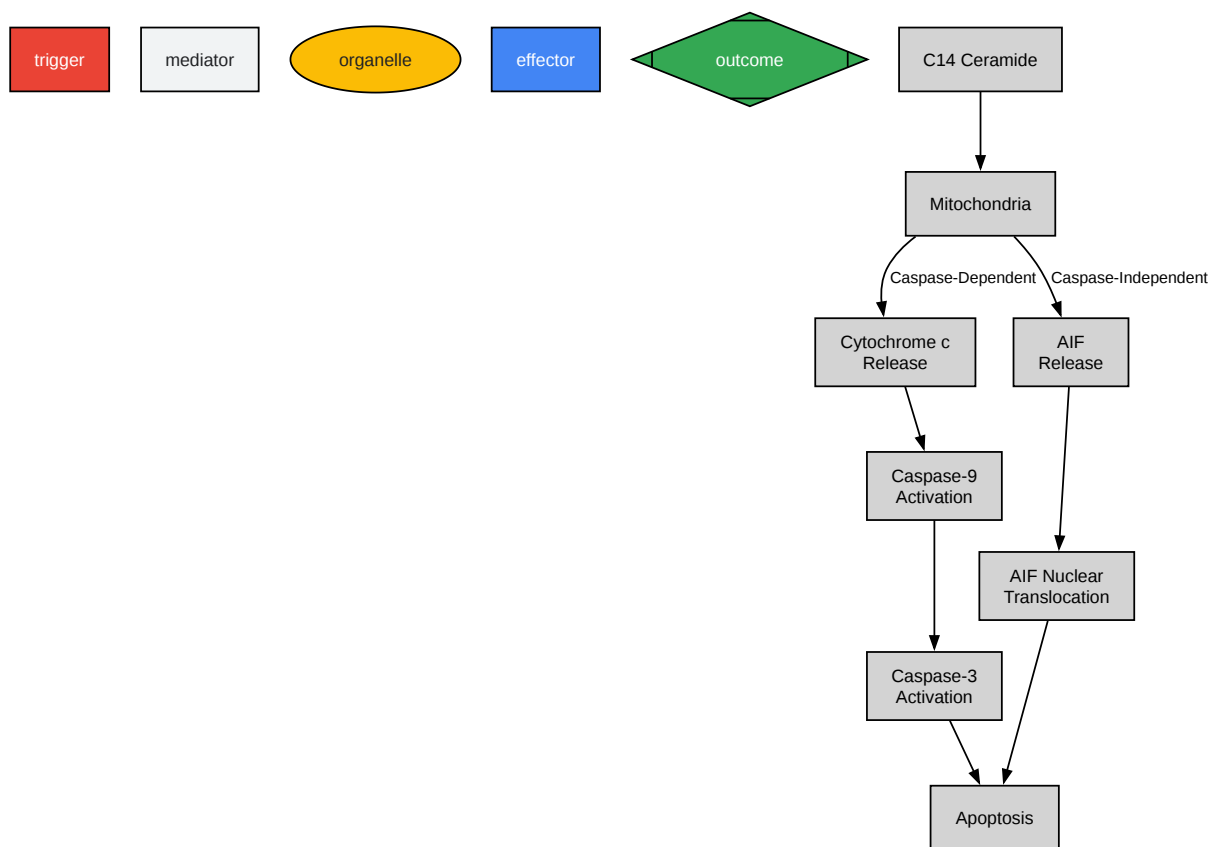 trigger
mediator
organelle
effector
outcome
C14 Ceramide
Mitochondria
Caspase-Dependent
Caspase-Independent
Cytochrome c
Release
AIF
Release
Caspase-9
Activation
AIF Nuclear
Translocation
Caspase-3
Activation
Apoptosis